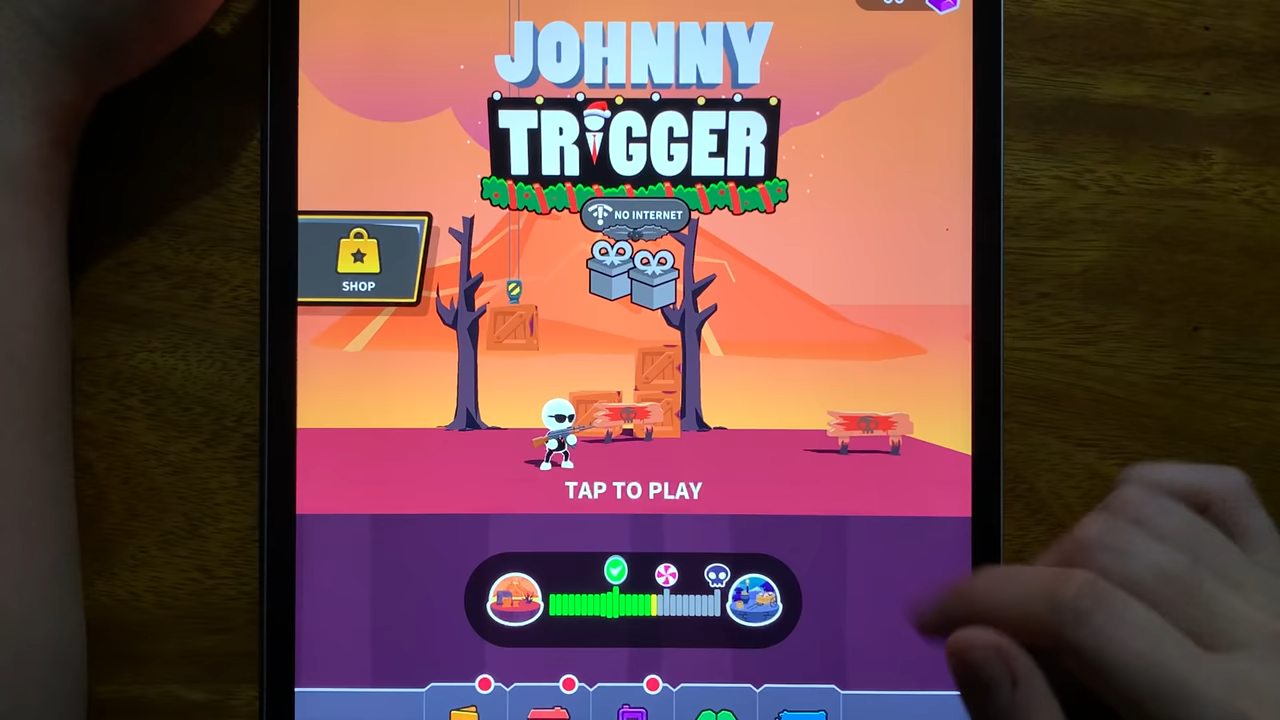 JOHNNY
TRIGGER
NO INTERNET
SHOP
TAP TO PLAY